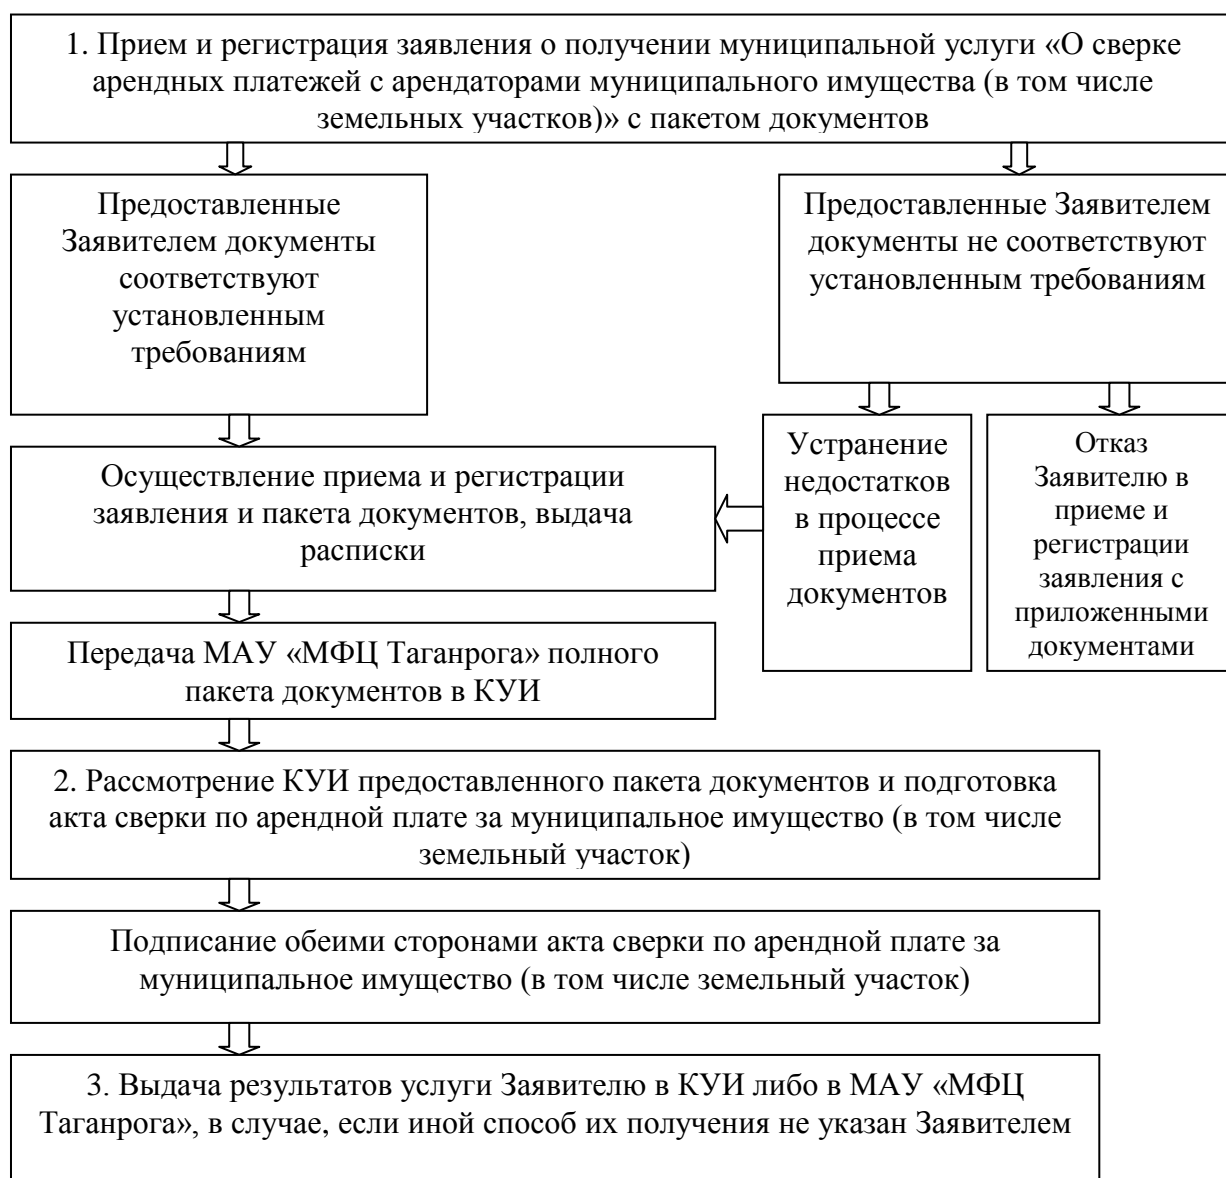 1. Прием и регистрация заявления о получении муниципальной услуги «О сверке
арендных платежей с арендаторами муниципального имущества (в том числе
земельных участков)» с пакетом документов
Предоставленные
Заявителем документы
соответствуют
установленным
требованиям
Предоставленные Заявителем
документы не соответствуют
установленным требованиям
Осуществление приема и регистрации
заявления и пакета документов, выдача
расписки
Устранение
недостатков
в процессе
приема
документов
Отказ
Заявителю в
приеме и
регистрации
заявления с
приложенными
документами
Передача МАУ «МФЦ Таганрога» полного
пакета документов в КУИ
2. Рассмотрение КУИ предоставленного пакета документов и подготовка
акта сверки по арендной плате за муниципальное имущество (в том числе
земельный участок)
Подписание обеими сторонами акта сверки по арендной плате за
муниципальное имущество (в том числе земельный участок)
3. Выдача результатов услуги Заявителю в КУИ либо в МАУ «МФЦ
Таганрога», в случае, если иной способ их получения не указан Заявителем